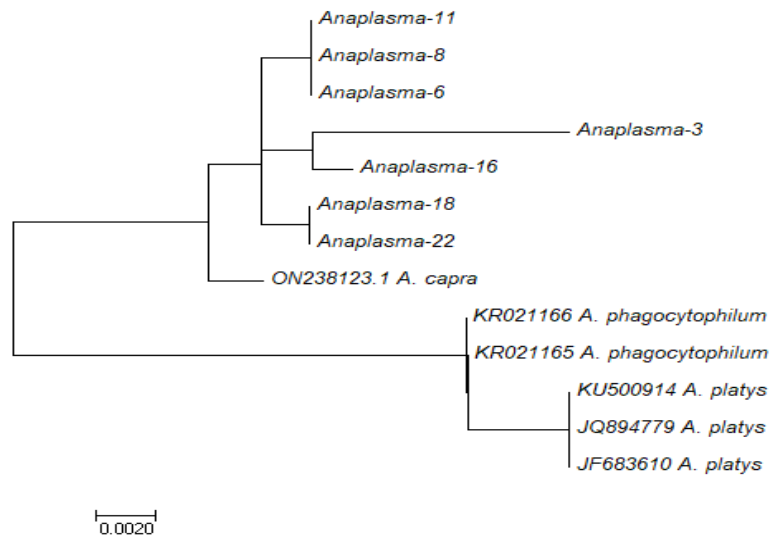 Anaplasma-11
Anaplasma-8
Anaplasma-6
Anaplasma-3
Anaplasma-16
Anaplasma-18
Anaplasma-22
ON238123.1 A. capra
KR021166 A. phagocytophilum
KR021165 A. phagocytophilum
KU500914 A. platys
JQ894779 A. platys
JF683610 A. platys
0.0020